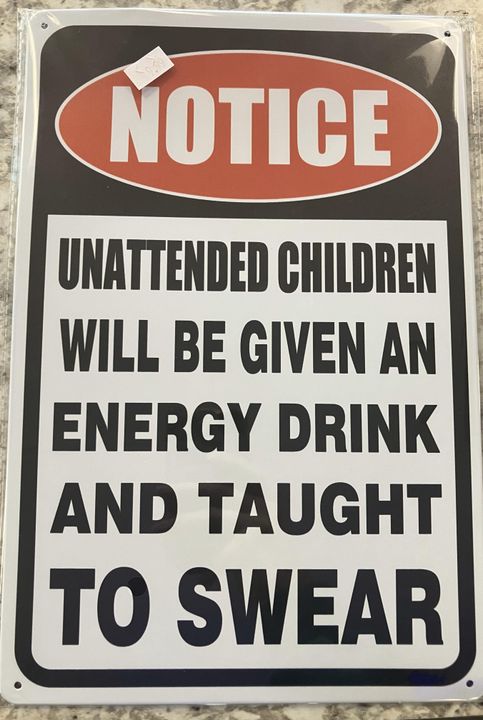 NOTICE
UNATTENDED CHILDREN
WILL BE GIVEN AN
ENERGY DRINK
AND TAUGHT
TO SWEAR